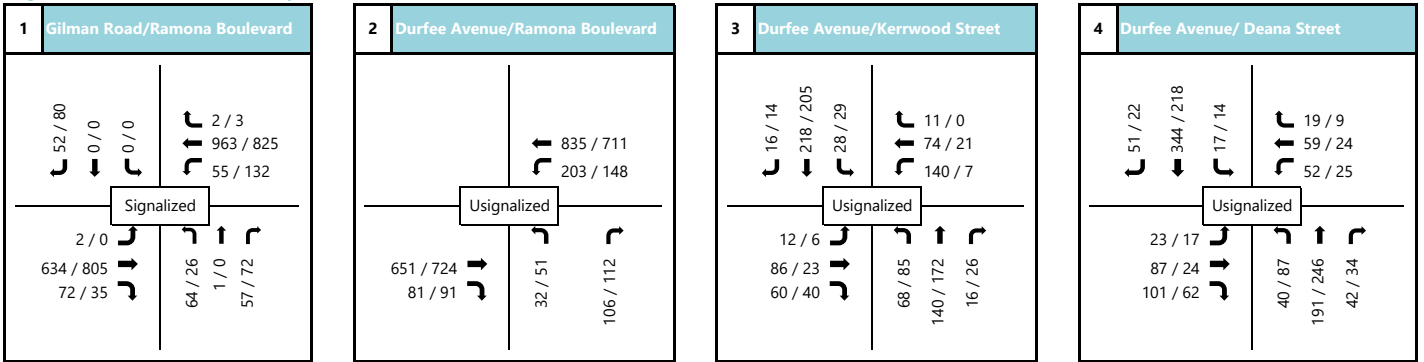 1 Gilman Road/Ramona Boulevard
52 / 80
0 / 0
0 / 0
2 / 3
963 / 825
55 / 132
Signalized
2 / 0
634 / 805
72 / 35
64 / 26
1 / 0
57 / 72
2 Durfee Avenue/Ramona Boulevard
835 / 711
203 / 148
Usignalized
651 / 724
81 / 91
32 / 51
106 / 112
3 Durfee Avenue/Kerrwood Street
16 / 14
218 / 205
28 / 29
11 / 0
74 / 21
140 / 7
Usignalized
12 / 6
86 / 23
60 / 40
68 / 85
140 / 172
16 / 26
4 Durfee Avenue/ Deana Street
51 / 22
344 / 218
17 / 14
19 / 9
59 / 24
52 / 25
Usignalized
23 / 17
87 / 24
101 / 62
40 / 87
191 / 246
42 / 34